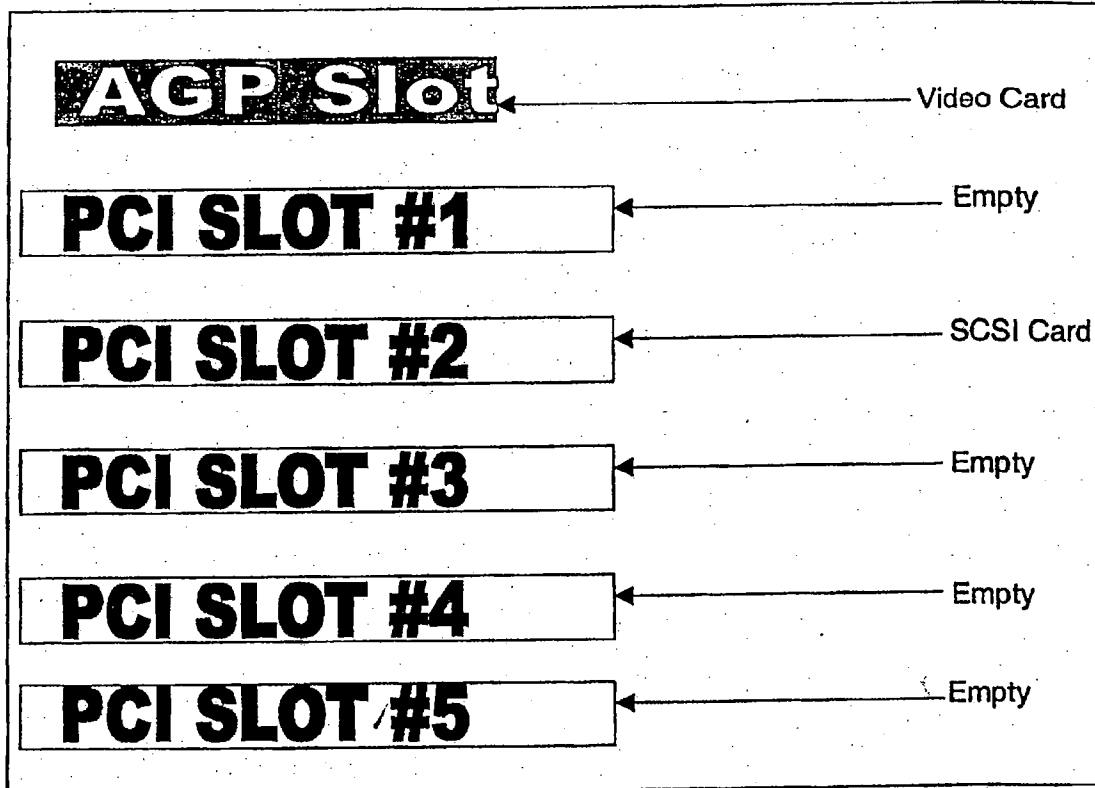 AGP Slot Video Card
PCI SLOT #1 Empty
PCI SLOT #2 SCSI Card
PCI SLOT #3 Empty
PCI SLOT #4 Empty
PCI SLOT #5 Empty